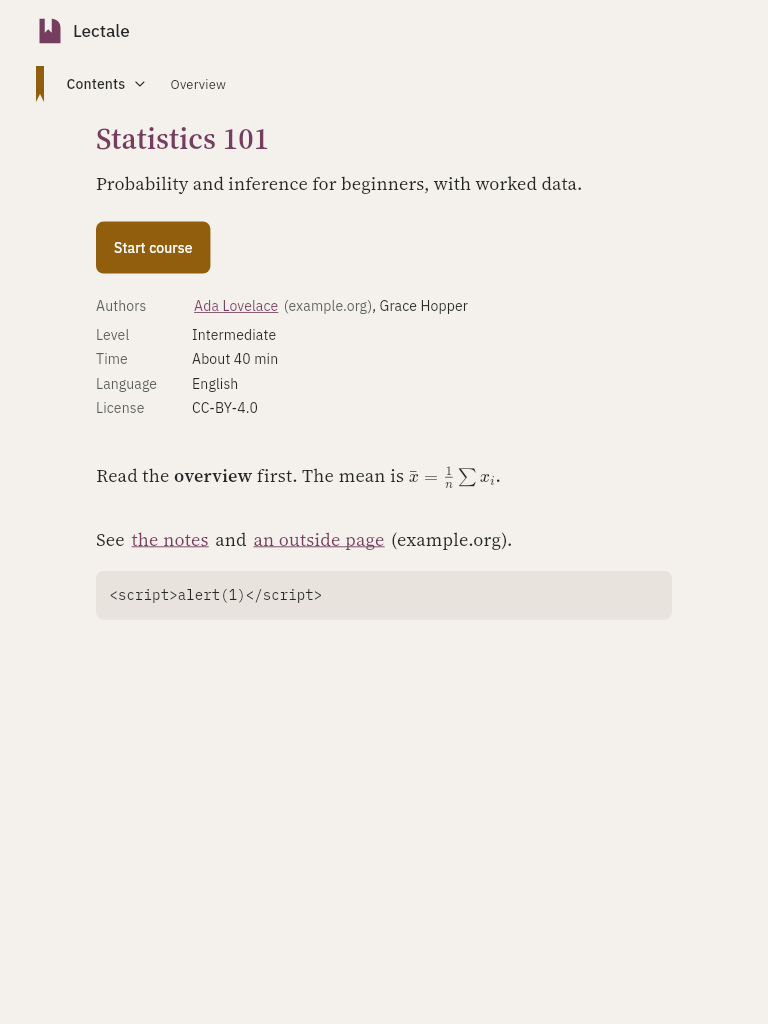 Lectale
Contents Overview
Statistics 101
Probability and inference for beginners, with worked data.
Start course
Authors Ada Lovelace (example.org), Grace Hopper
Level Intermediate
Time About 40 min
Language English
License CC-BY-4.0
Read the overview first. The mean is x̄ = 1/n ∑ xᵢ.
See the notes and an outside page (example.org).
<script>alert(1)</script>